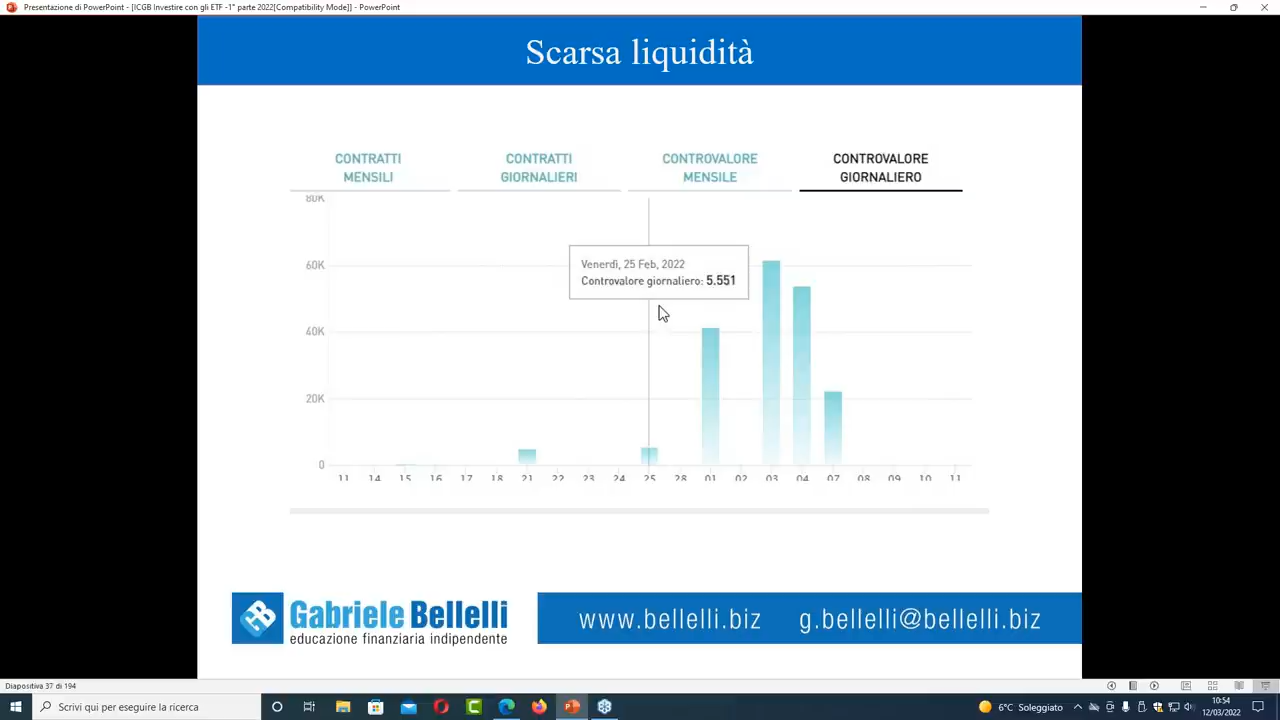 Presentazione di PowerPoint - [ICGB Investire con gli ETF -1° parte 2022[Compatibility Mode]] - PowerPoint
Scarsa liquidità
CONTRATTI MENSILI
CONTRATTI GIORNALIERI
CONTROVALORE MENSILE
CONTROVALORE GIORNALIERO
80K
60K
40K
20K
0
Venerdì, 25 Feb, 2022
Controvalore giornaliero: 5.551
11 14 15 16 17 18 21 22 23 24 25 28 01 02 03 04 07 08 09 10 11
Gabriele Bellelli
educazione finanziaria indipendente
www.bellelli.biz g.bellelli@bellelli.biz
Diapositiva 37 di 194
Scrivi qui per eseguire la ricerca
6°C Soleggiato
10:54
12/03/2022